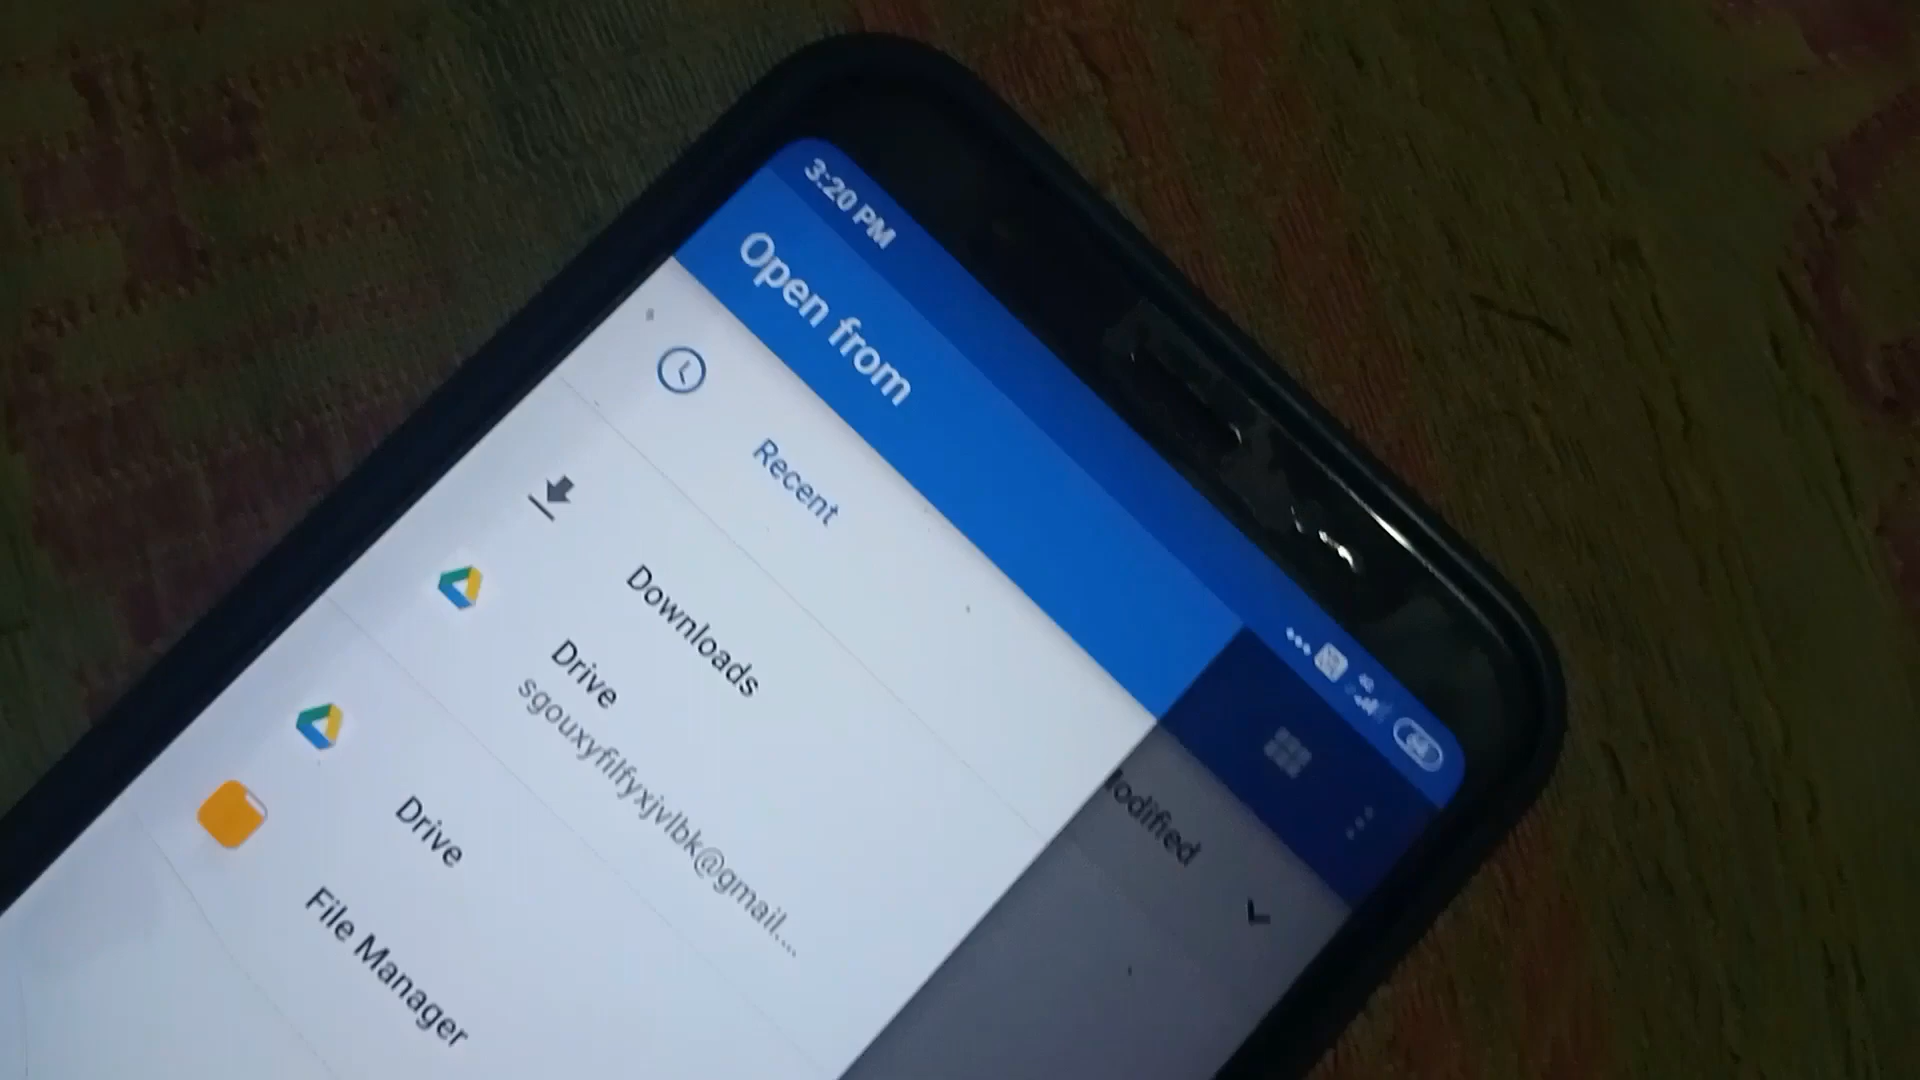 3:20 PM
Open from
Recent
Downloads
Drive
sgouxyfilfyxjvlbk@gmail....
Drive
File Manager
odified